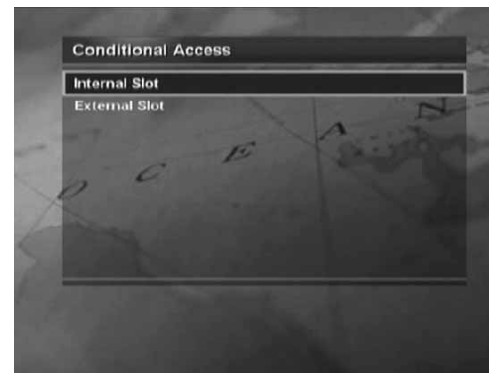 Conditional Access
Internal Slot
External Slot
O C E A N